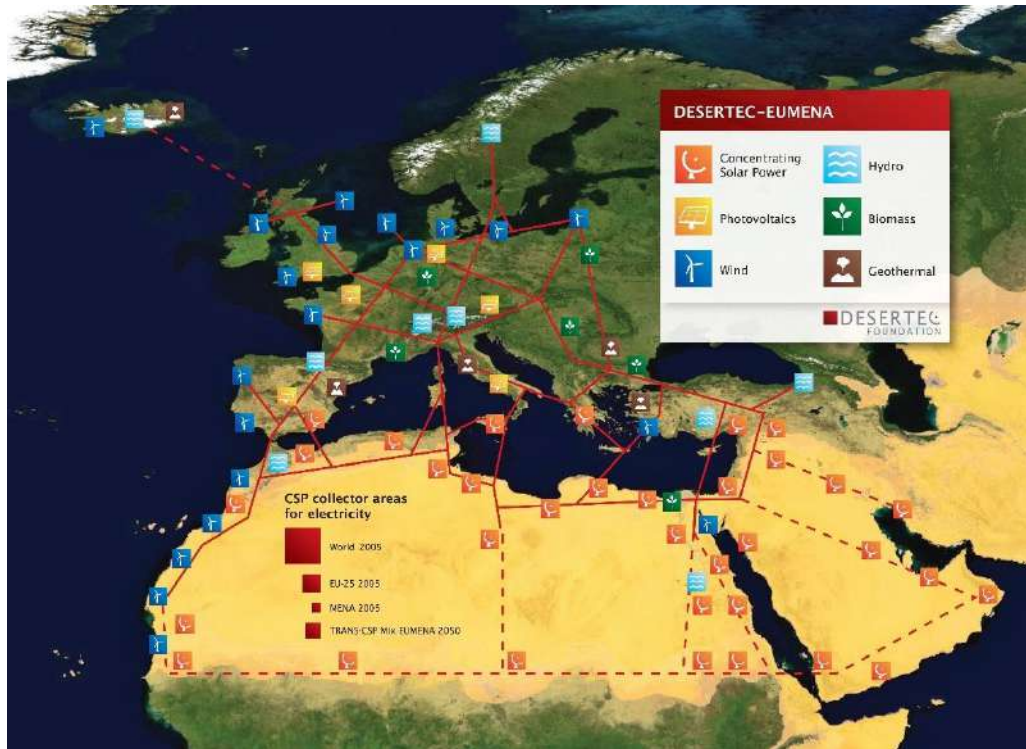 DESERTEC-EUMENA
Concentrating
Solar Power
Hydro
Photovoltaics
Biomass
Wind
Geothermal
DESERTEC
FOUNDATION
CSP collector areas
for electricity
World 2005
EU-25 2005
MENA 2005
TRANS-CSP Mix EUMENA 2050